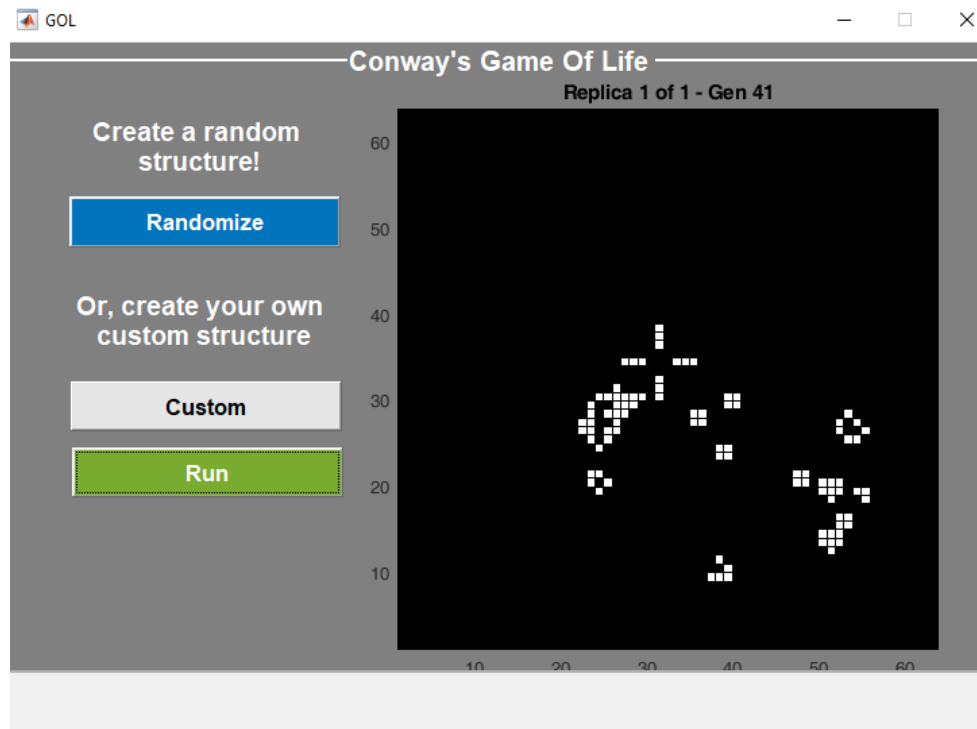 GOL
Conway's Game Of Life
Replica 1 of 1 - Gen 41
Create a random
structure!
Randomize
Or, create your own
custom structure
Custom
Run
60
50
40
30
20
10
10 20 30 40 50 60